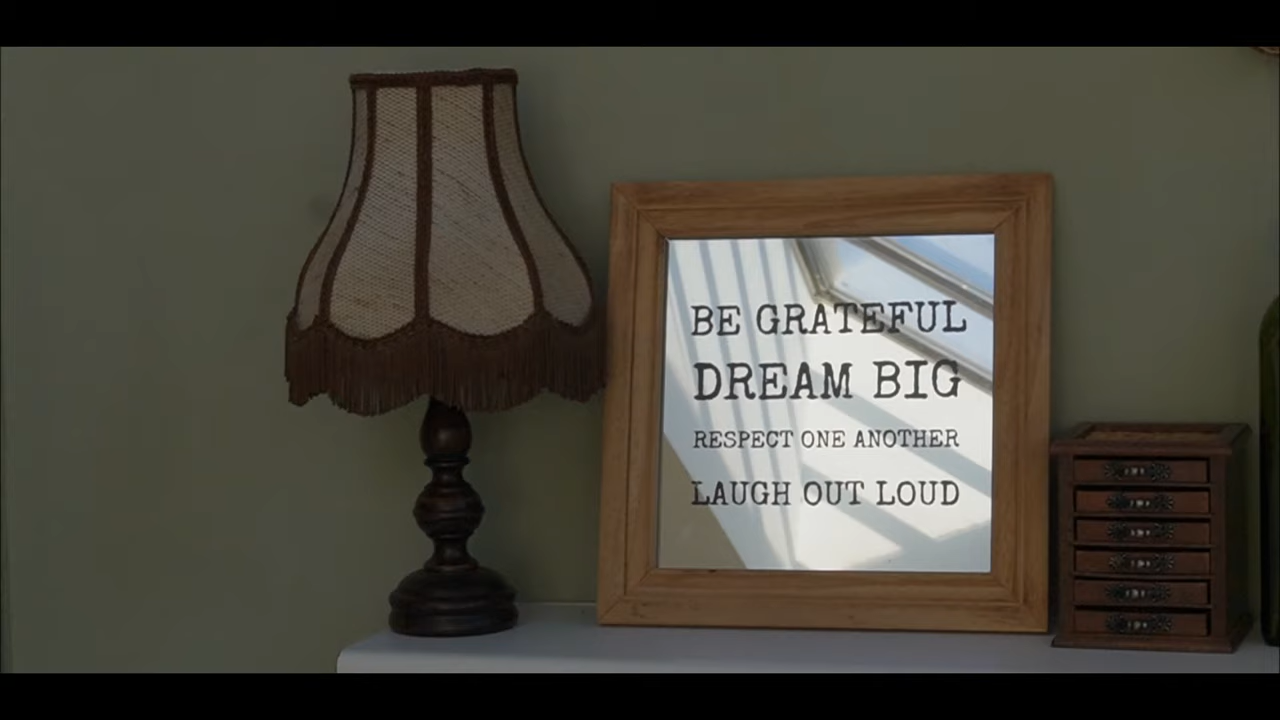 BE GRATEFUL
DREAM BIG
RESPECT ONE ANOTHER
LAUGH OUT LOUD